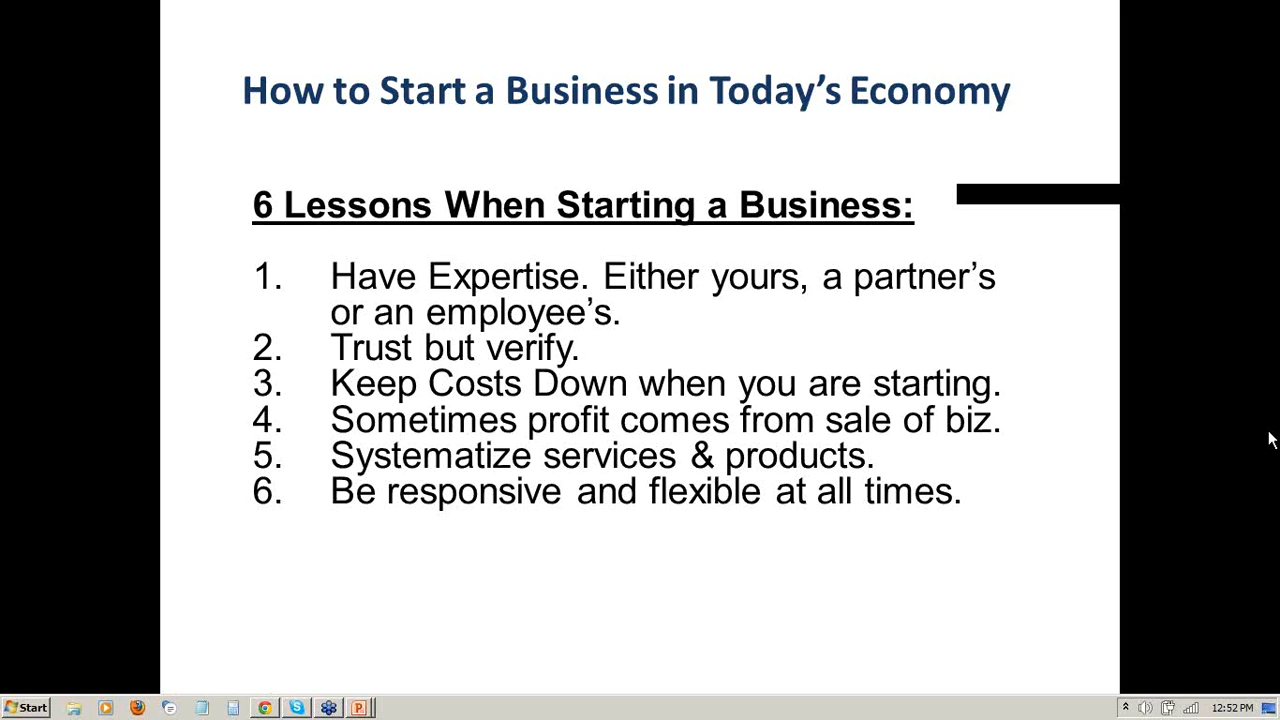 How to Start a Business in Today’s Economy
6 Lessons When Starting a Business:
1. Have Expertise. Either yours, a partner’s
or an employee’s.
2. Trust but verify.
3. Keep Costs Down when you are starting.
4. Sometimes profit comes from sale of biz.
5. Systematize services & products.
6. Be responsive and flexible at all times.
Start 12:52 PM